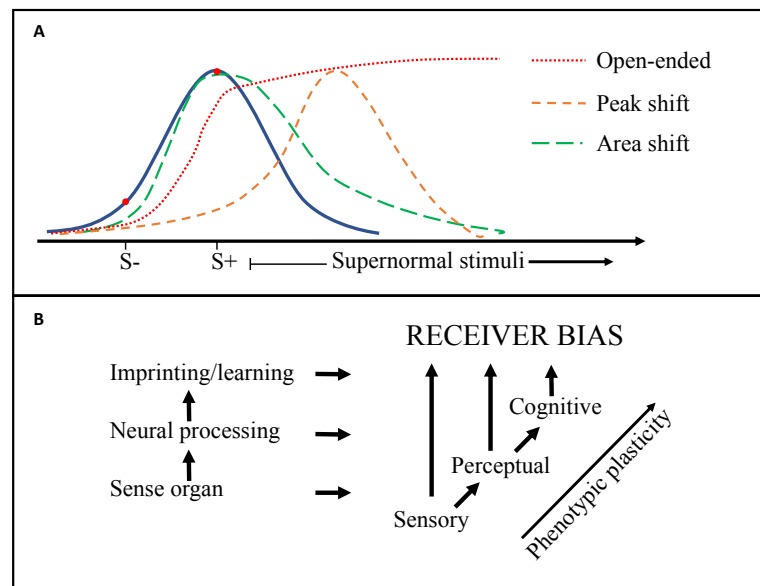 A
Open-ended
Peak shift
Area shift
S-
S+
Supernormal stimuli
B
RECEIVER BIAS
Imprinting/learning
Cognitive
Neural processing
Perceptual
Sense organ
Sensory
Phenotypic plasticity